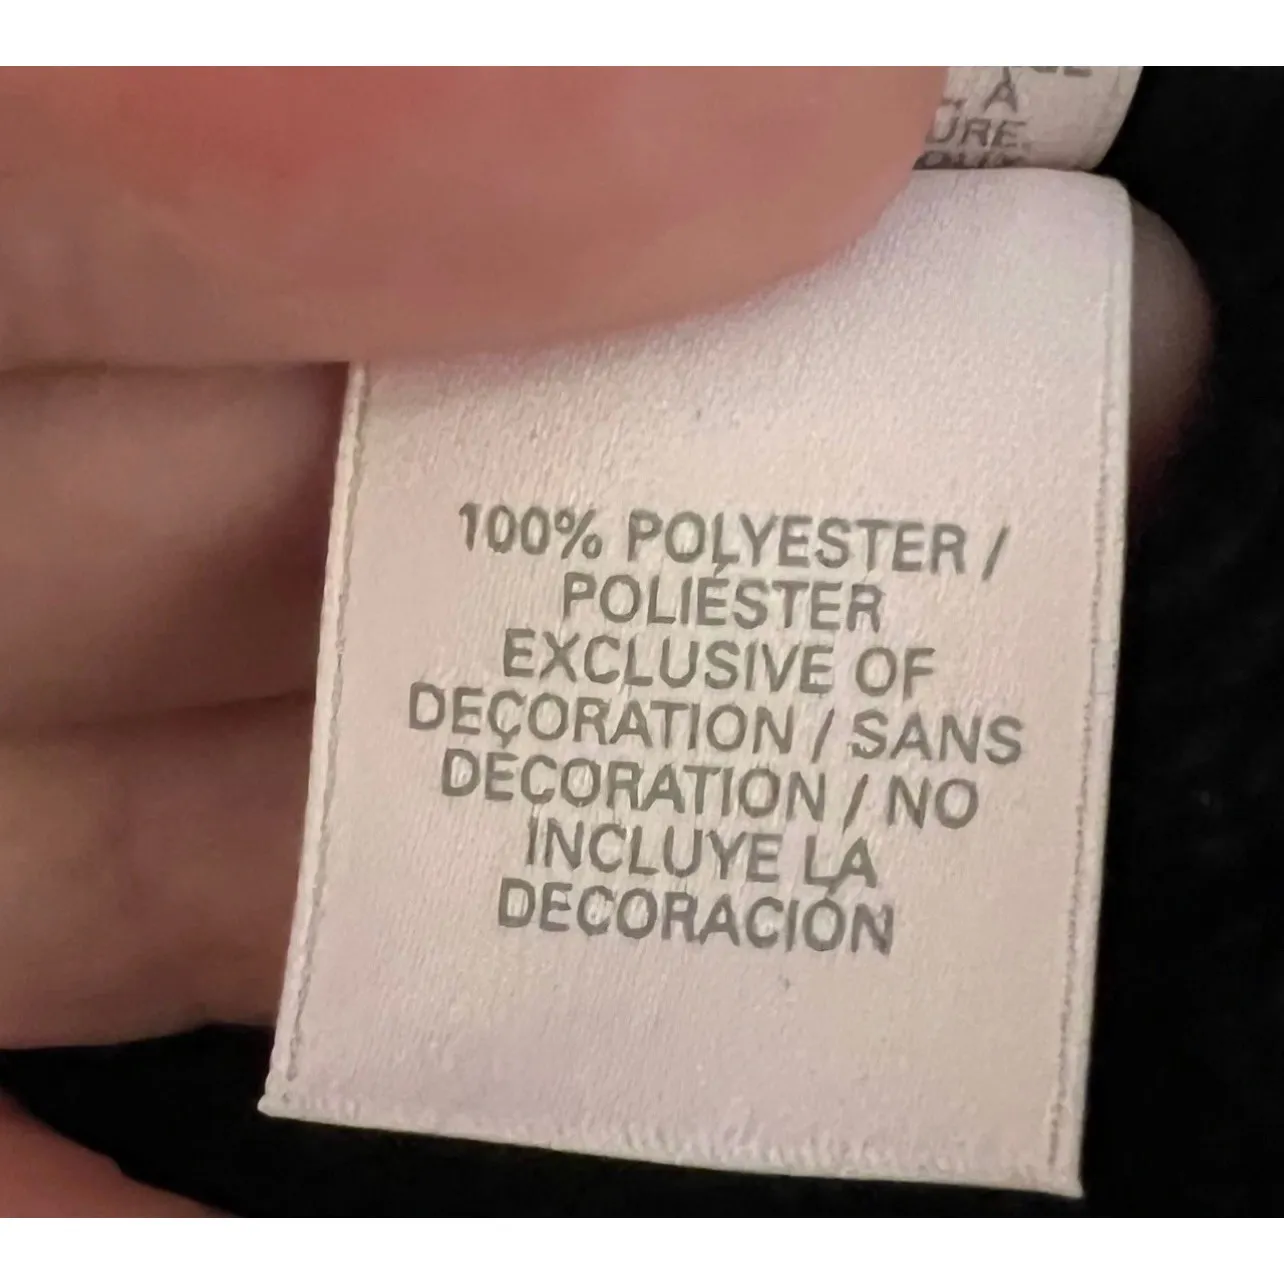 A
100% POLYESTER /
POLIÉSTER
EXCLUSIVE OF
DECORATION / SANS
DÉCORATION / NO
INCLUYE LA
DECORACIÓN